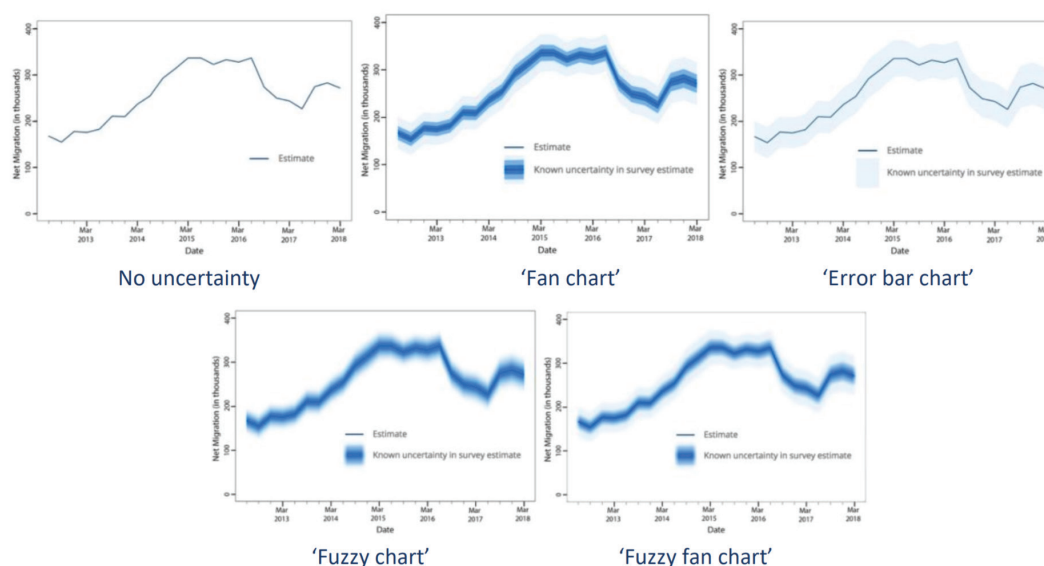 400
300
200
100
0
Net Migration (in thousands)
Estimate
Mar
2013
Mar
2014
Mar
2015
Mar
2016
Mar
2017
Mar
2018
Date
No uncertainty
400
300
200
100
0
Net Migration (in thousands)
Estimate
Known uncertainty in survey estimate
Mar
2013
Mar
2014
Mar
2015
Mar
2016
Mar
2017
Mar
2018
Date
‘Fan chart’
400
300
200
100
0
Net Migration (in thousands)
Estimate
Known uncertainty in survey estimate
Mar
2013
Mar
2014
Mar
2015
Mar
2016
Mar
2017
Mar
2018
Date
‘Error bar chart’
400
300
200
100
0
Net Migration (in thousands)
Estimate
Known uncertainty in survey estimate
Mar
2013
Mar
2014
Mar
2015
Mar
2016
Mar
2017
Mar
2018
Date
‘Fuzzy chart’
400
300
200
100
0
Net Migration (in thousands)
Estimate
Known uncertainty in survey estimate
Mar
2013
Mar
2014
Mar
2015
Mar
2016
Mar
2017
Mar
2018
Date
‘Fuzzy fan chart’